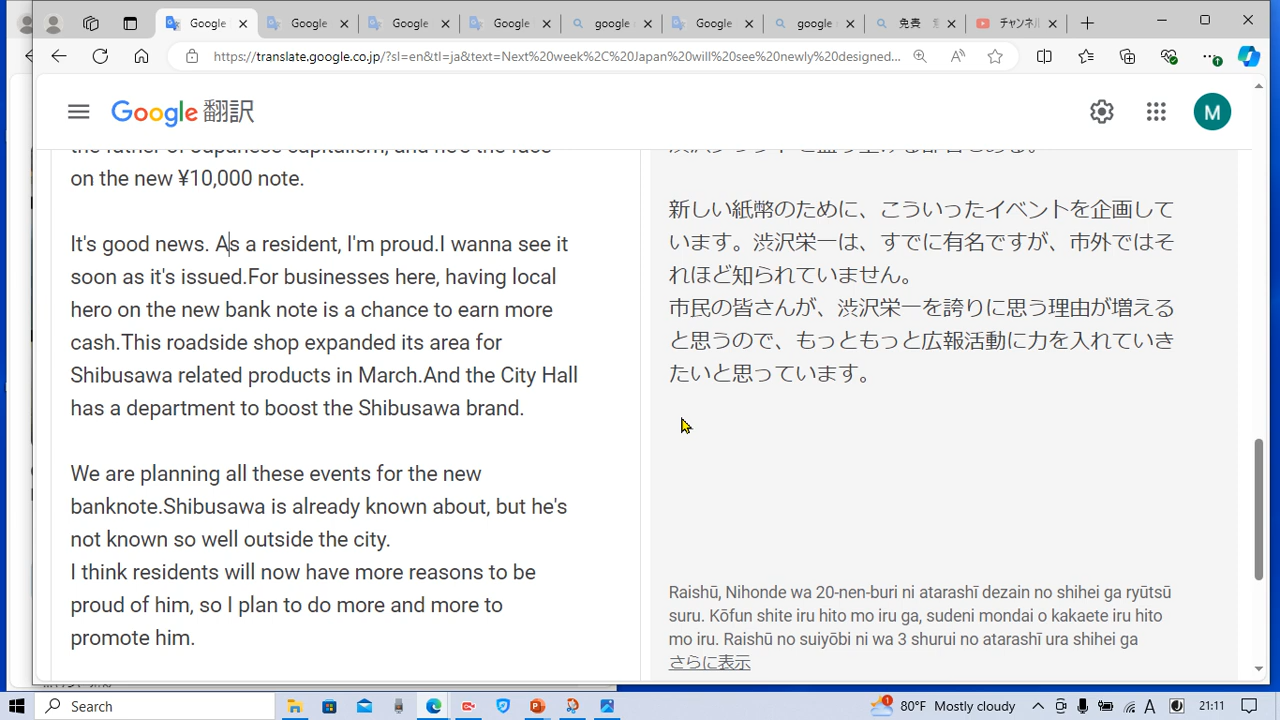 Google
Google
Google
Google
google
Google
google
免責
チャンネル
https://translate.google.co.jp/?sl=en&tl=ja&text=Next%20week%2C%20Japan%20will%20see%20newly%20designed...
Google 翻訳
M
on the new ¥10,000 note.
It's good news. As a resident, I'm proud.I wanna see it
soon as it's issued.For businesses here, having local
hero on the new bank note is a chance to earn more
cash.This roadside shop expanded its area for
Shibusawa related products in March.And the City Hall
has a department to boost the Shibusawa brand.
We are planning all these events for the new
banknote.Shibusawa is already known about, but he's
not known so well outside the city.
I think residents will now have more reasons to be
proud of him, so I plan to do more and more to
promote him.
新しい紙幣のために、こういったイベントを企画して
います。渋沢栄一は、すでに有名ですが、市外ではそ
れほど知られていません。
市民の皆さんが、渋沢栄一を誇りに思う理由が増える
と思うので、もっともっと広報活動に力を入れていき
たいと思っています。
Raishū, Nihonde wa 20-nen-buri ni atarashī dezain no shihei ga ryūtsū
suru. Kōfun shite iru hito mo iru ga, sudeni mondai o kakaete iru hito
mo iru. Raishū no suiyōbi ni wa 3 shurui no atarashī ura shihei ga
さらに表示
Search
1
80°F Mostly cloudy
A
21:11